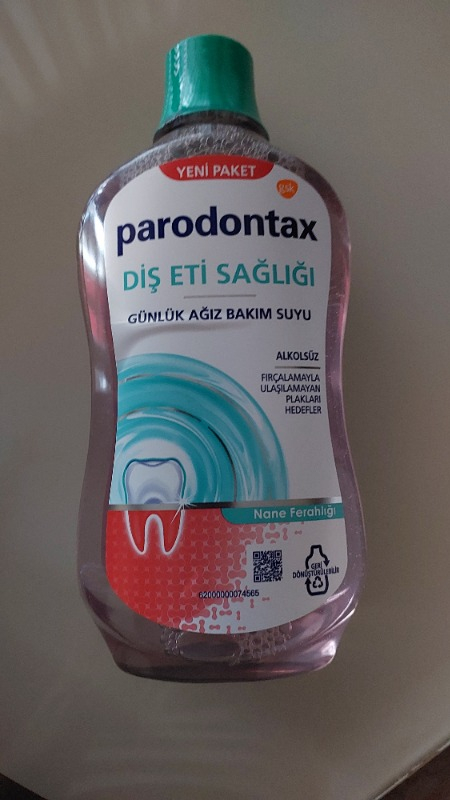 YENİ PAKET
gsk
parodontax
DİŞ ETİ SAĞLIĞI
GÜNLÜK AĞIZ BAKIM SUYU
ALKOLSÜZ
FIRÇALAMAYLA
ULAŞILAMAYAN
PLAKLARI
HEDEFLER
Nane Ferahlığı
GERİ
DÖNÜŞTÜRÜLEBİLİR
62000000074565